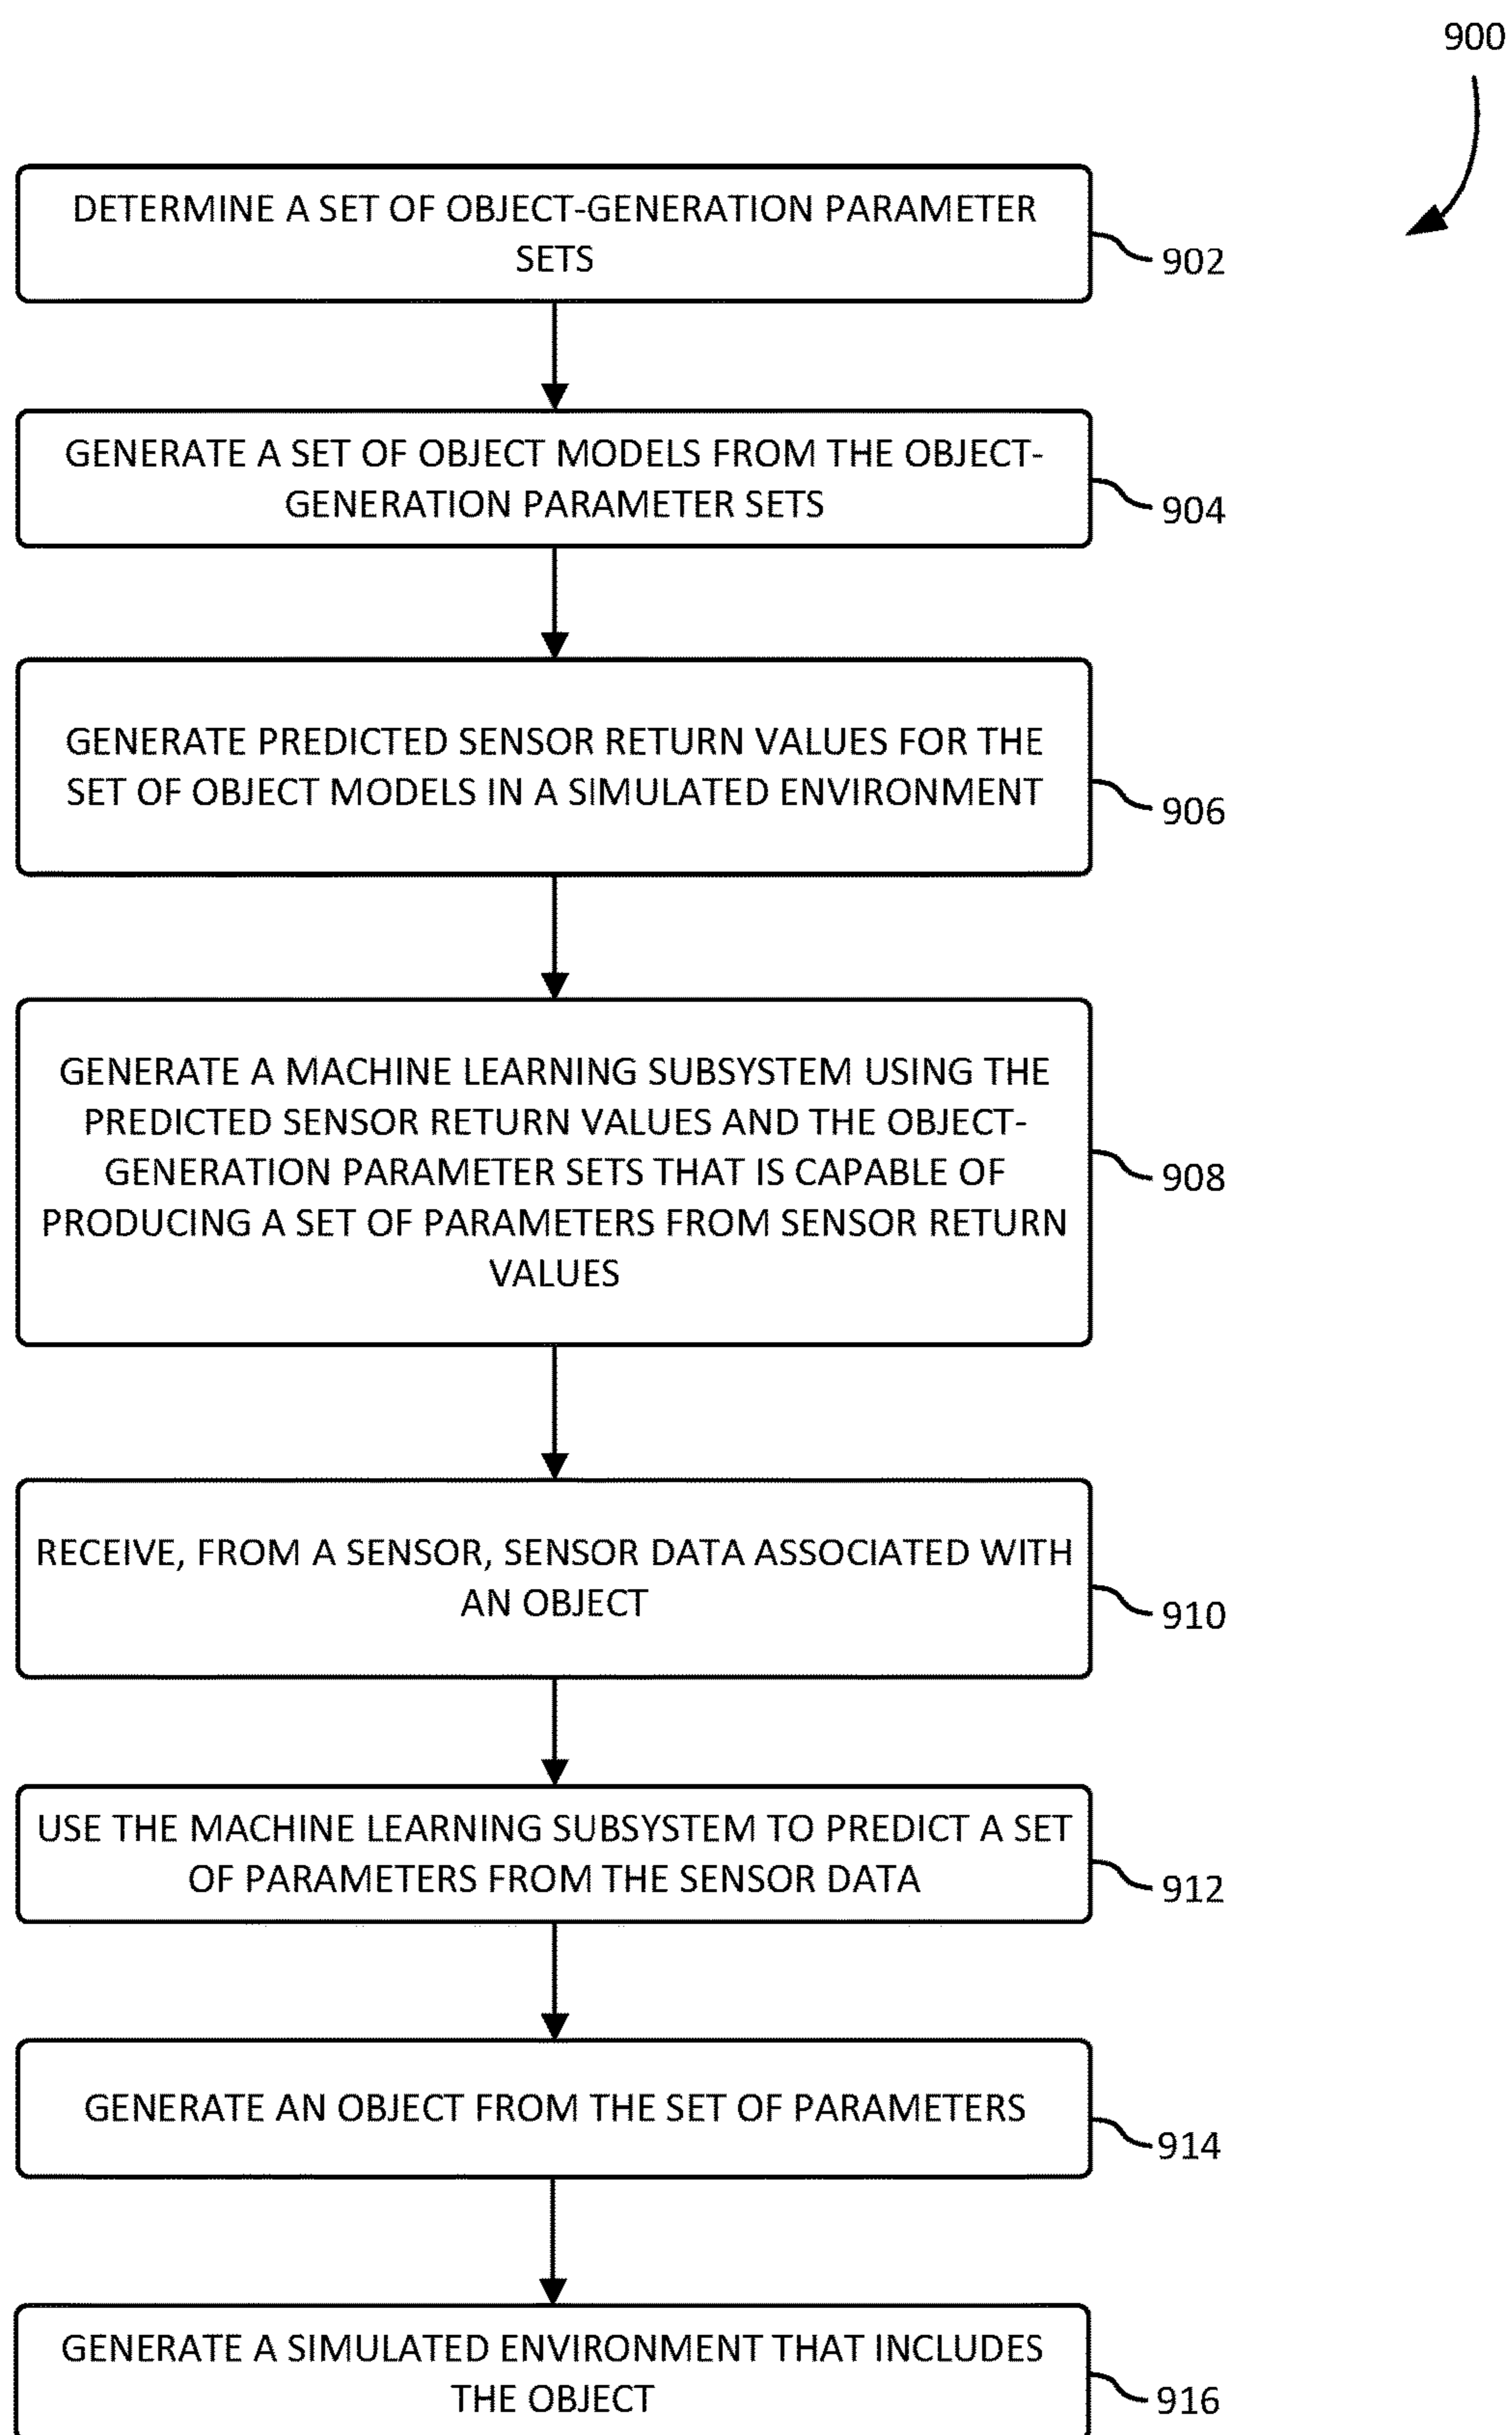 900
DETERMINE A SET OF OBJECT-GENERATION PARAMETER
SETS
902
GENERATE A SET OF OBJECT MODELS FROM THE OBJECT-
GENERATION PARAMETER SETS
904
GENERATE PREDICTED SENSOR RETURN VALUES FOR THE
SET OF OBJECT MODELS IN A SIMULATED ENVIRONMENT
906
GENERATE A MACHINE LEARNING SUBSYSTEM USING THE
PREDICTED SENSOR RETURN VALUES AND THE OBJECT-
GENERATION PARAMETER SETS THAT IS CAPABLE OF
PRODUCING A SET OF PARAMETERS FROM SENSOR RETURN
VALUES
908
RECEIVE, FROM A SENSOR, SENSOR DATA ASSOCIATED WITH
AN OBJECT
910
USE THE MACHINE LEARNING SUBSYSTEM TO PREDICT A SET
OF PARAMETERS FROM THE SENSOR DATA
912
GENERATE AN OBJECT FROM THE SET OF PARAMETERS
914
GENERATE A SIMULATED ENVIRONMENT THAT INCLUDES
THE OBJECT
916